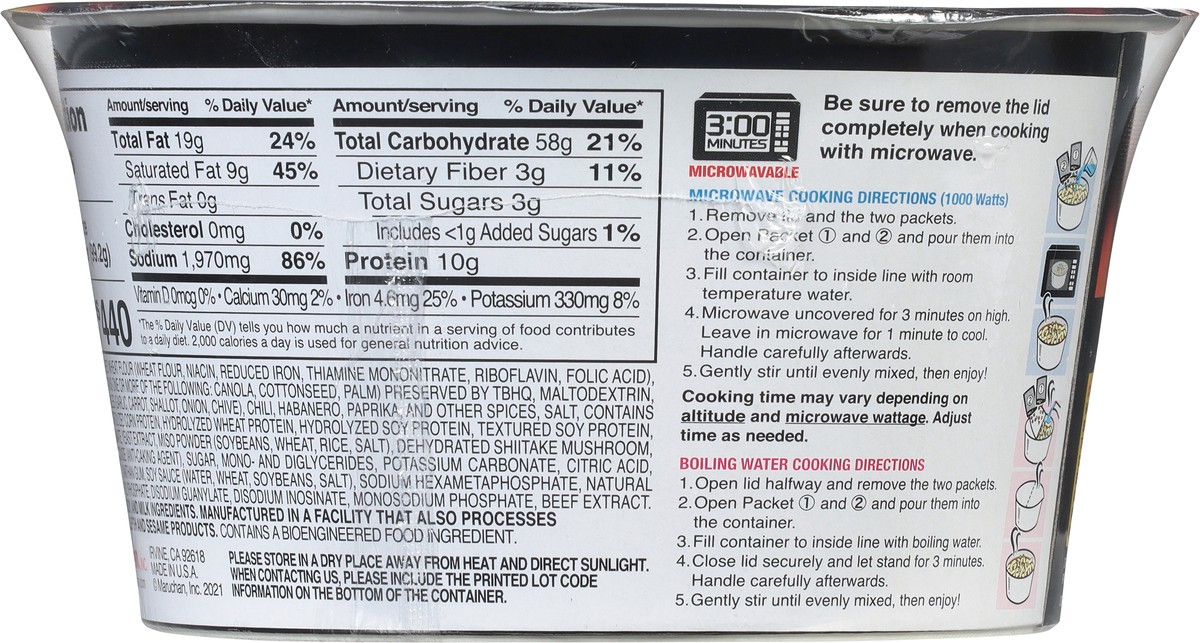 Amount/serving % Daily Value*
Total Fat 19g 24%
Saturated Fat 9g 45%
Trans Fat 0g
Cholesterol 0mg 0%
Sodium 1,970mg 86%
Amount/serving % Daily Value*
Total Carbohydrate 58g 21%
Dietary Fiber 3g 11%
Total Sugars 3g
Includes <1g Added Sugars 1%
Protein 10g
Vitamin D 0mcg 0% • Calcium 30mg 2% • Iron 4.6mg 25% • Potassium 330mg 8%
440
*The % Daily Value (DV) tells you how much a nutrient in a serving of food contributes
to a daily diet. 2,000 calories a day is used for general nutrition advice.
FLOUR (WHEAT FLOUR, NIACIN, REDUCED IRON, THIAMINE MONONITRATE, RIBOFLAVIN, FOLIC ACID),
MORE OF THE FOLLOWING: CANOLA, COTTONSEED, PALM) PRESERVED BY TBHQ, MALTODEXTRIN,
CARROT, SHALLOT, ONION, CHIVE), CHILI, HABANERO, PAPRIKA, AND OTHER SPICES, SALT, CONTAINS
PROTEIN, HYDROLYZED WHEAT PROTEIN, HYDROLYZED SOY PROTEIN, TEXTURED SOY PROTEIN,
EXTRACT, MISO POWDER (SOYBEANS, WHEAT, RICE, SALT), DEHYDRATED SHIITAKE MUSHROOM,
AGENT), SUGAR, MONO- AND DIGLYCERIDES, POTASSIUM CARBONATE, CITRIC ACID,
SOY SAUCE (WATER, WHEAT, SOYBEANS, SALT), SODIUM HEXAMETAPHOSPHATE, NATURAL
DISODIUM GUANYLATE, DISODIUM INOSINATE, MONOSODIUM PHOSPHATE, BEEF EXTRACT.
MILK INGREDIENTS. MANUFACTURED IN A FACILITY THAT ALSO PROCESSES
AND SESAME PRODUCTS. CONTAINS A BIOENGINEERED FOOD INGREDIENT.
IRVINE, CA 92618
MADE IN U.S.A.
© Maruchan, Inc. 2021
PLEASE STORE IN A DRY PLACE AWAY FROM HEAT AND DIRECT SUNLIGHT.
WHEN CONTACTING US, PLEASE INCLUDE THE PRINTED LOT CODE
INFORMATION ON THE BOTTOM OF THE CONTAINER.
3:00
MINUTES
MICROWAVABLE
Be sure to remove the lid
completely when cooking
with microwave.
MICROWAVE COOKING DIRECTIONS (1000 Watts)
1. Remove lid and the two packets.
2. Open Packet ① and ② and pour them into
the container.
3. Fill container to inside line with room
temperature water.
4. Microwave uncovered for 3 minutes on high.
Leave in microwave for 1 minute to cool.
Handle carefully afterwards.
5. Gently stir until evenly mixed, then enjoy!
Cooking time may vary depending on
altitude and microwave wattage. Adjust
time as needed.
BOILING WATER COOKING DIRECTIONS
1. Open lid halfway and remove the two packets.
2. Open Packet ① and ② and pour them into
the container.
3. Fill container to inside line with boiling water.
4. Close lid securely and let stand for 3 minutes.
Handle carefully afterwards.
5. Gently stir until evenly mixed, then enjoy!